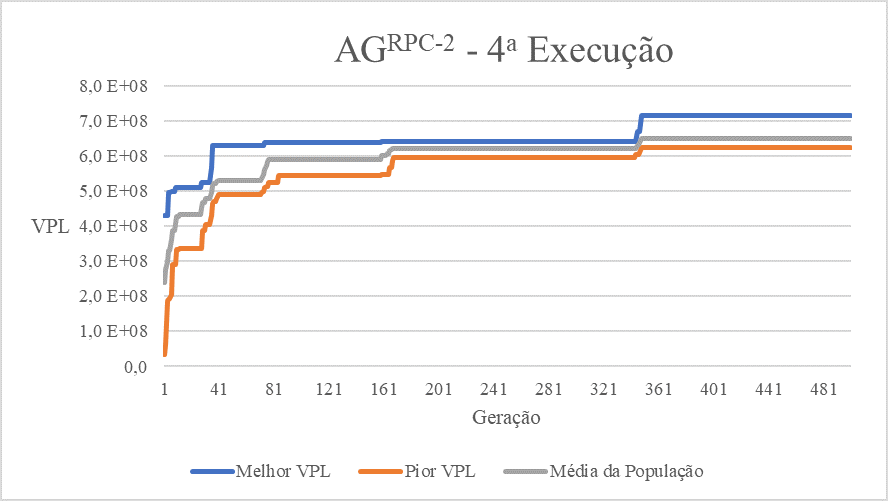 AGRPC-2 - 4ª Execução
8,0 E+08
7,0 E+08
6,0 E+08
5,0 E+08
4,0 E+08
VPL
3,0 E+08
2,0 E+08
1,0 E+08
0,0
1 41 81 121 161 201 241 281 321 361 401 441 481
Geração
Melhor VPL Pior VPL Média da População